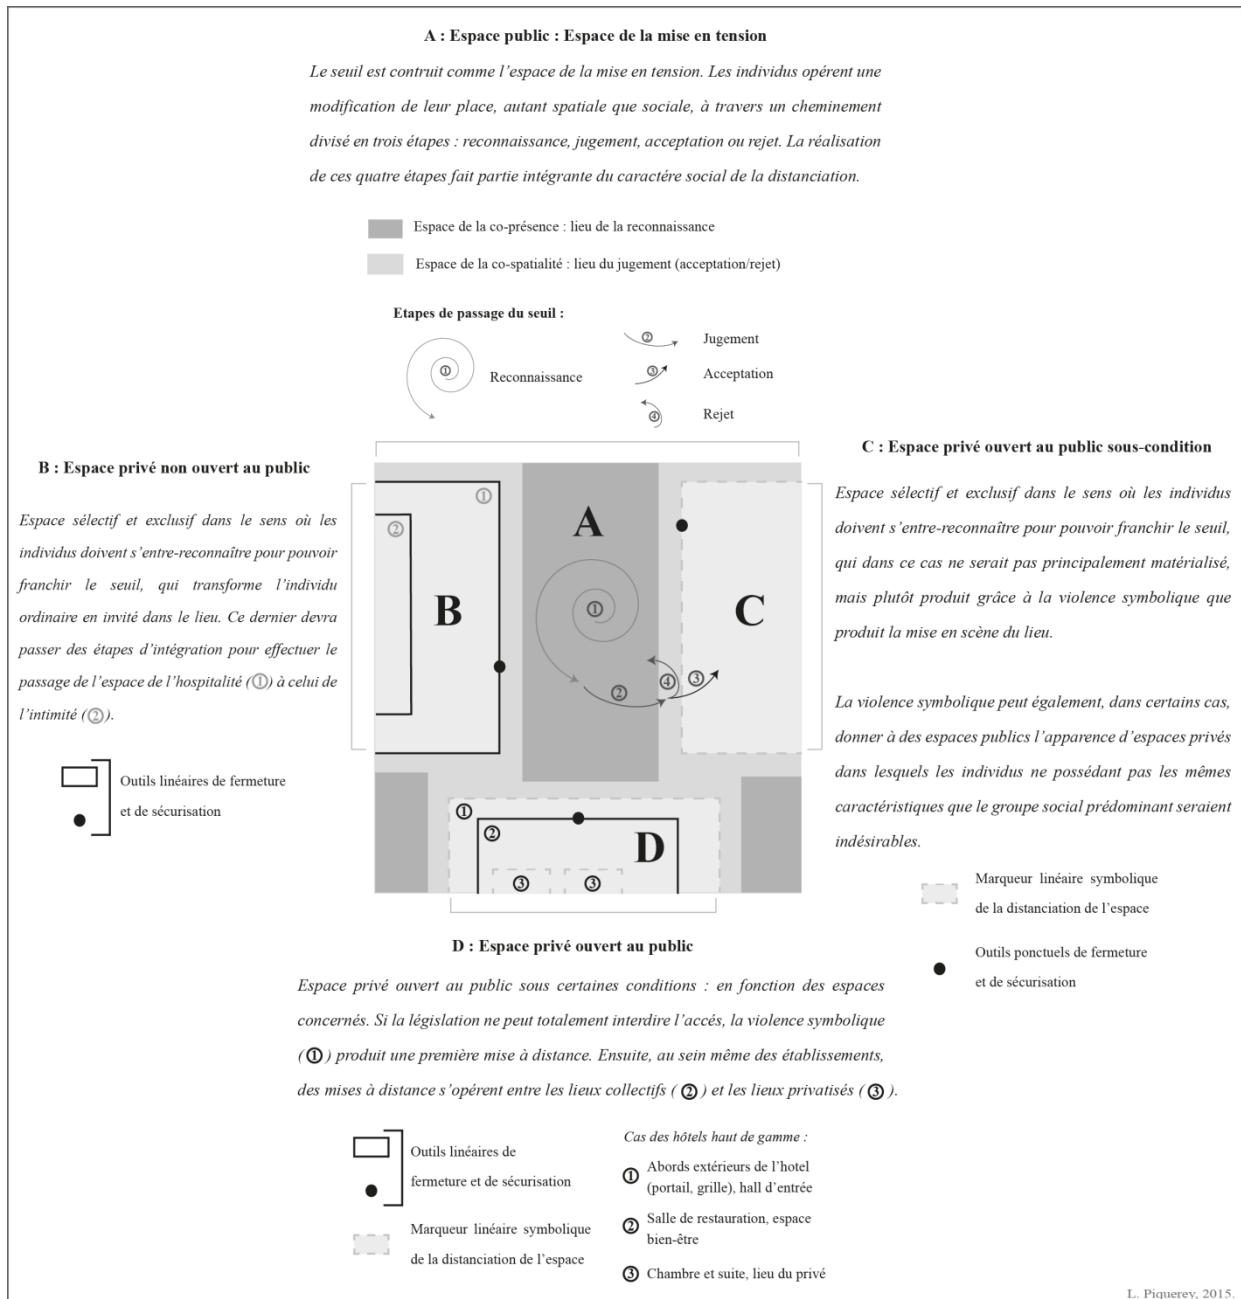 A : Espace public : Espace de la mise en tension
Le seuil est contruit comme l'espace de la mise en tension. Les individus opérent une
modification de leur place, autant spatiale que sociale, à travers un cheminement
divisé en trois étapes : reconnaissance, jugement, acceptation ou rejet. La réalisation
de ces quatre étapes fait partie intégrante du caractére social de la distanciation.
Espace de la co-présence : lieu de la reconnaissance
Espace de la co-spatialité : lieu du jugement (acceptation/rejet)
Etapes de passage du seuil :
① Reconnaissance
② Jugement
③ Acceptation
④ Rejet
B : Espace privé non ouvert au public
Espace sélectif et exclusif dans le sens où les
individus doivent s'entre-reconnaître pour pouvoir
franchir le seuil, qui transforme l'individu
ordinaire en invité dans le lieu. Ce dernier devra
passer des étapes d'intégration pour effectuer le
passage de l'espace de l'hospitalité (①) à celui de
l'intimité (②).
Outils linéaires de fermeture
et de sécurisation
①
②
B
A
①
②
④
③
C
①
②
D
③
③
C : Espace privé ouvert au public sous-condition
Espace sélectif et exclusif dans le sens où les individus
doivent s'entre-reconnaître pour pouvoir franchir le seuil,
qui dans ce cas ne serait pas principalement matérialisé,
mais plutôt produit grâce à la violence symbolique que
produit la mise en scène du lieu.
La violence symbolique peut également, dans certains cas,
donner à des espaces publics l'apparence d'espaces privés
dans lesquels les individus ne possédant pas les mêmes
caractéristiques que le groupe social prédominant seraient
indésirables.
Marqueur linéaire symbolique
de la distanciation de l'espace
Outils ponctuels de fermeture
et de sécurisation
D : Espace privé ouvert au public
Espace privé ouvert au public sous certaines conditions : en fonction des espaces
concernés. Si la législation ne peut totalement interdire l'accés, la violence symbolique
(①) produit une première mise à distance. Ensuite, au sein même des établissements,
des mises à distance s'opérent entre les lieux collectifs (②) et les lieux privatisés (③).
Outils linéaires de
fermeture et de sécurisation
Marqueur linéaire symbolique
de la distanciation de l'espace
Cas des hôtels haut de gamme :
① Abords extérieurs de l'hotel
(portail, grille), hall d'entrée
② Salle de restauration, espace
bien-être
③ Chambre et suite, lieu du privé
L. Piquerey, 2015.